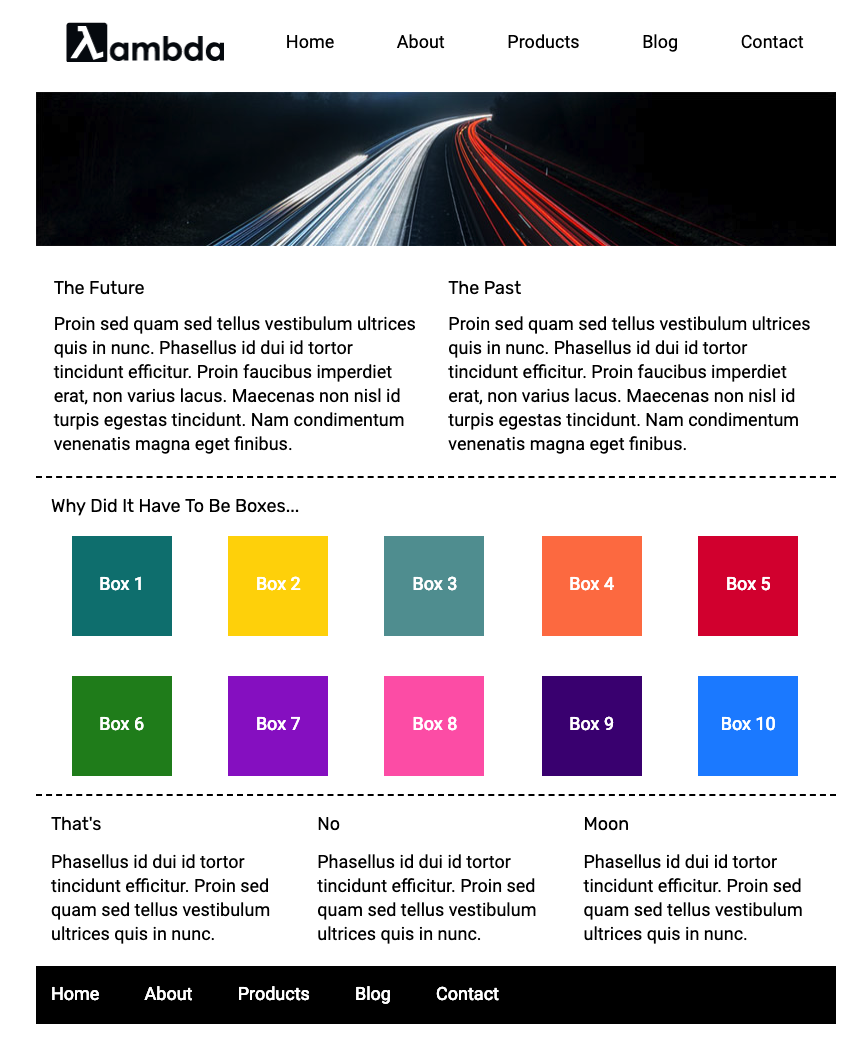 λambda Home About Products Blog Contact
The Future
Proin sed quam sed tellus vestibulum ultrices
quis in nunc. Phasellus id dui id tortor
tincidunt efficitur. Proin faucibus imperdiet
erat, non varius lacus. Maecenas non nisl id
turpis egestas tincidunt. Nam condimentum
venenatis magna eget finibus.
The Past
Proin sed quam sed tellus vestibulum ultrices
quis in nunc. Phasellus id dui id tortor
tincidunt efficitur. Proin faucibus imperdiet
erat, non varius lacus. Maecenas non nisl id
turpis egestas tincidunt. Nam condimentum
venenatis magna eget finibus.
Why Did It Have To Be Boxes...
Box 1 Box 2 Box 3 Box 4 Box 5
Box 6 Box 7 Box 8 Box 9 Box 10
That's
Phasellus id dui id tortor
tincidunt efficitur. Proin sed
quam sed tellus vestibulum
ultrices quis in nunc.
No
Phasellus id dui id tortor
tincidunt efficitur. Proin sed
quam sed tellus vestibulum
ultrices quis in nunc.
Moon
Phasellus id dui id tortor
tincidunt efficitur. Proin sed
quam sed tellus vestibulum
ultrices quis in nunc.
Home About Products Blog Contact